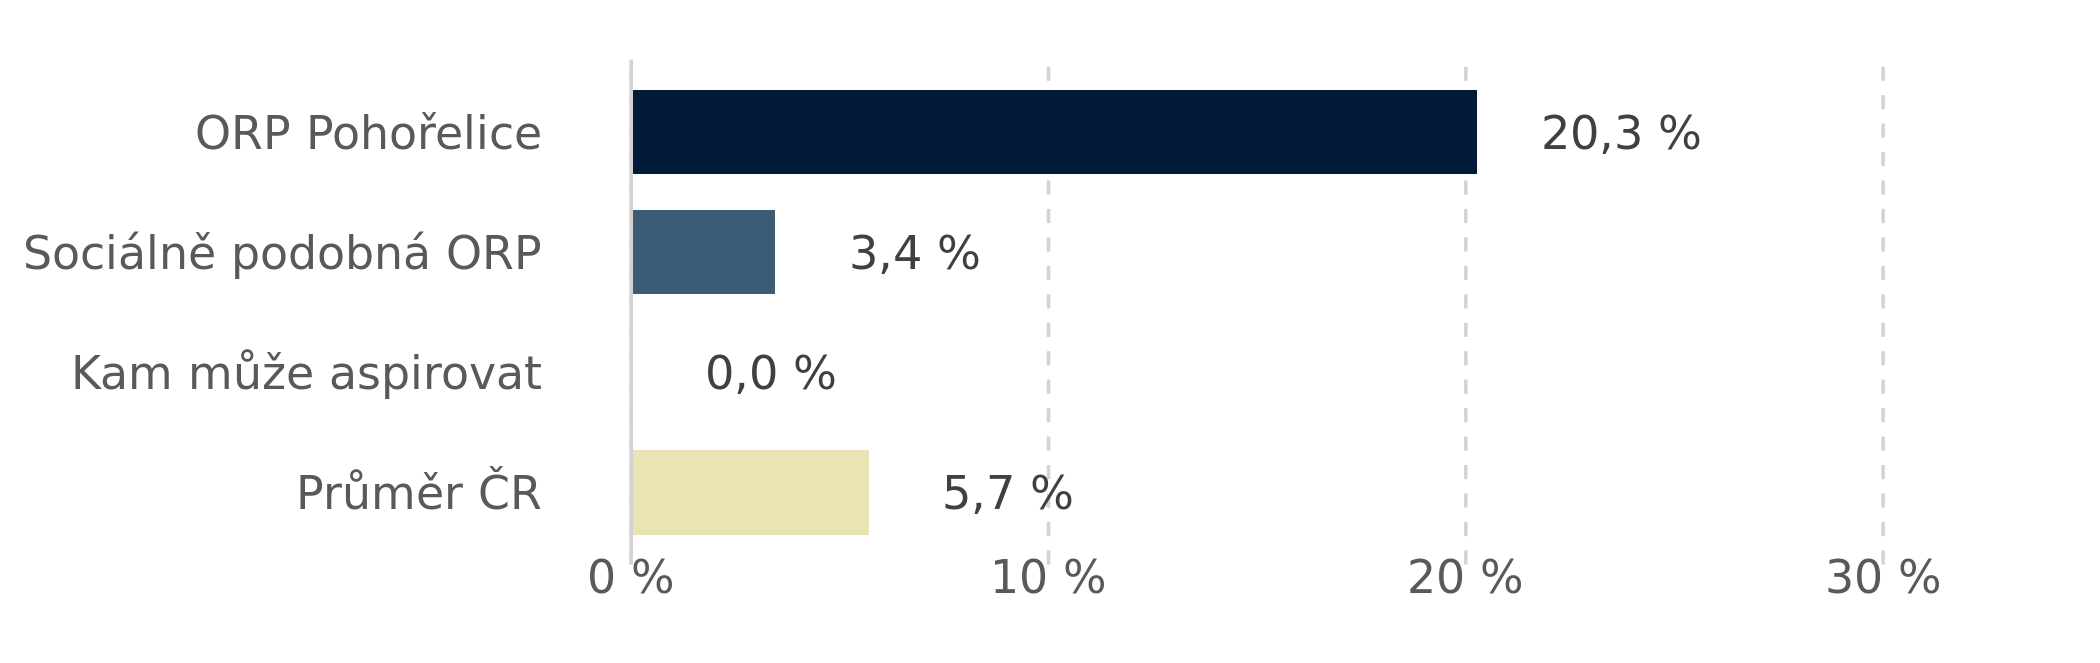 ORP Pohořelice 20,3 %
Sociálně podobná ORP 3,4 %
Kam může aspirovat 0,0 %
Průměr ČR 5,7 %
0 % 10 % 20 % 30 %